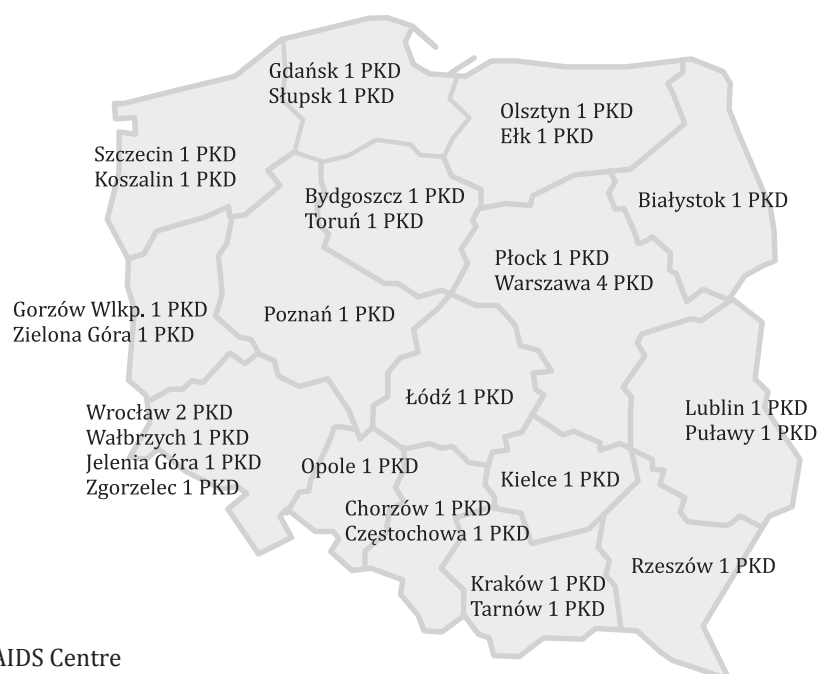 Gdańsk 1 PKD
Słupsk 1 PKD
Olsztyn 1 PKD
Ełk 1 PKD
Szczecin 1 PKD
Koszalin 1 PKD
Bydgoszcz 1 PKD
Toruń 1 PKD
Białystok 1 PKD
Płock 1 PKD
Warszawa 4 PKD
Gorzów Wlkp. 1 PKD
Zielona Góra 1 PKD
Poznań 1 PKD
Łódź 1 PKD
Lublin 1 PKD
Puławy 1 PKD
Wrocław 2 PKD
Wałbrzych 1 PKD
Jelenia Góra 1 PKD
Zgorzelec 1 PKD
Opole 1 PKD
Kielce 1 PKD
Chorzów 1 PKD
Częstochowa 1 PKD
Rzeszów 1 PKD
Kraków 1 PKD
Tarnów 1 PKD
AIDS Centre